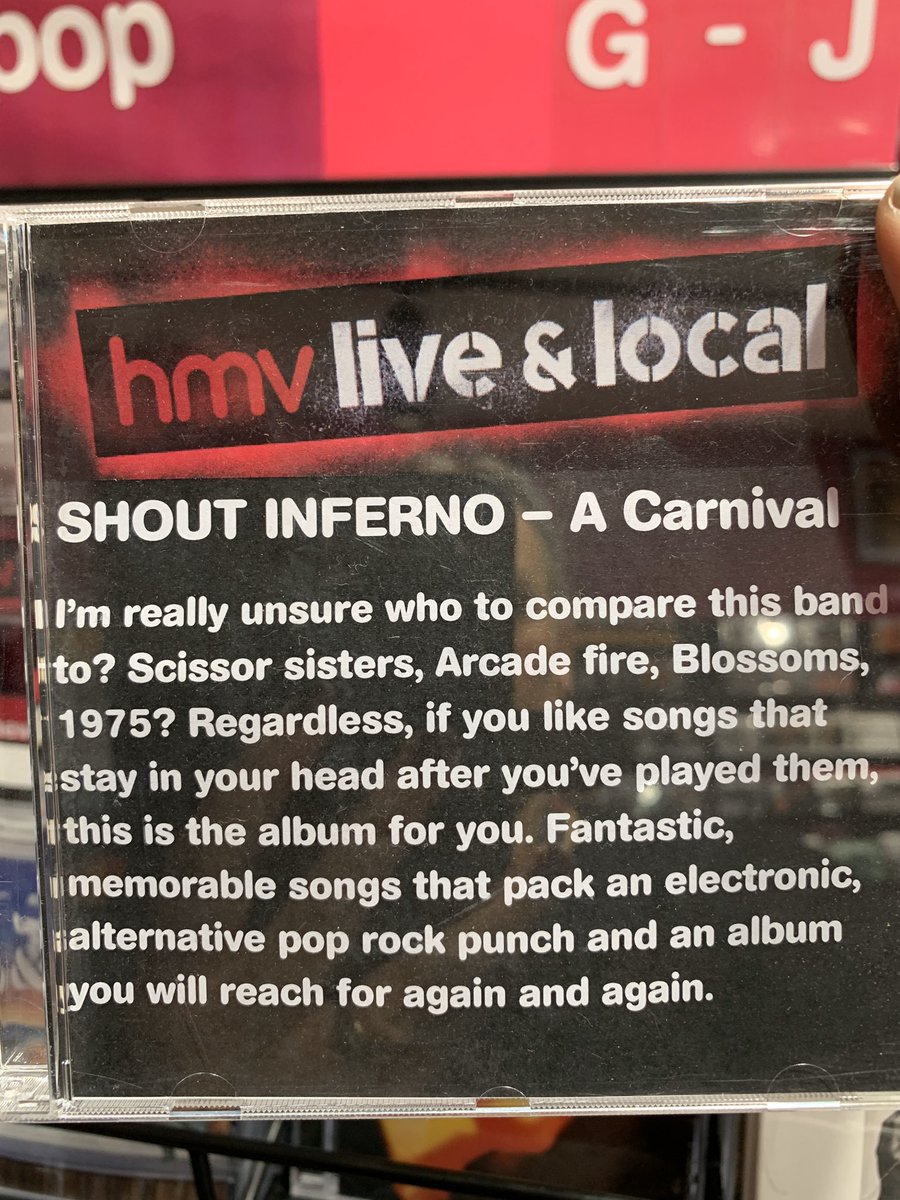 pop
G - J
hmv live & local
SHOUT INFERNO – A Carnival
I'm really unsure who to compare this band
to? Scissor sisters, Arcade fire, Blossoms,
1975? Regardless, if you like songs that
stay in your head after you've played them,
this is the album for you. Fantastic,
memorable songs that pack an electronic,
alternative pop rock punch and an album
you will reach for again and again.